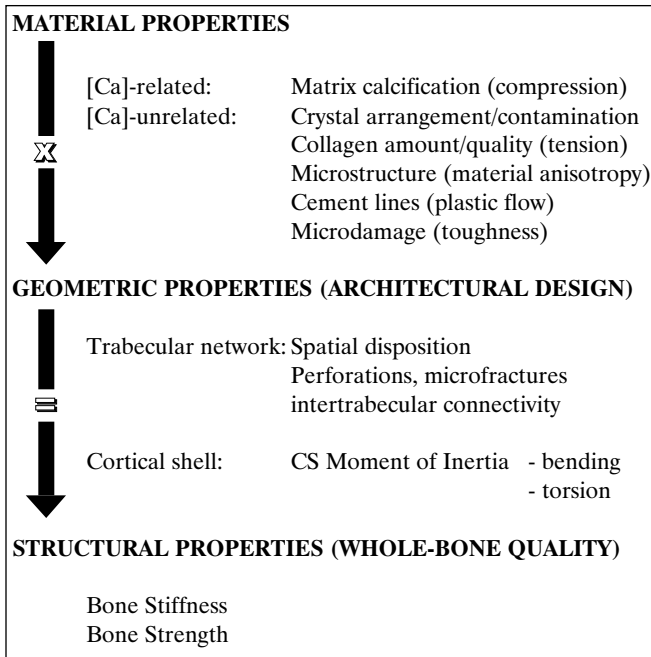 MATERIAL PROPERTIES
[Ca]-related: Matrix calcification (compression)
[Ca]-unrelated: Crystal arrangement/contamination
Collagen amount/quality (tension)
X
Microstructure (material anisotropy)
Cement lines (plastic flow)
Microdamage (toughness)
GEOMETRIC PROPERTIES (ARCHITECTURAL DESIGN)
Trabecular network: Spatial disposition
Perforations, microfractures
=
intertrabecular connectivity
Cortical shell: CS Moment of Inertia - bending
- torsion
STRUCTURAL PROPERTIES (WHOLE-BONE QUALITY)
Bone Stiffness
Bone Strength